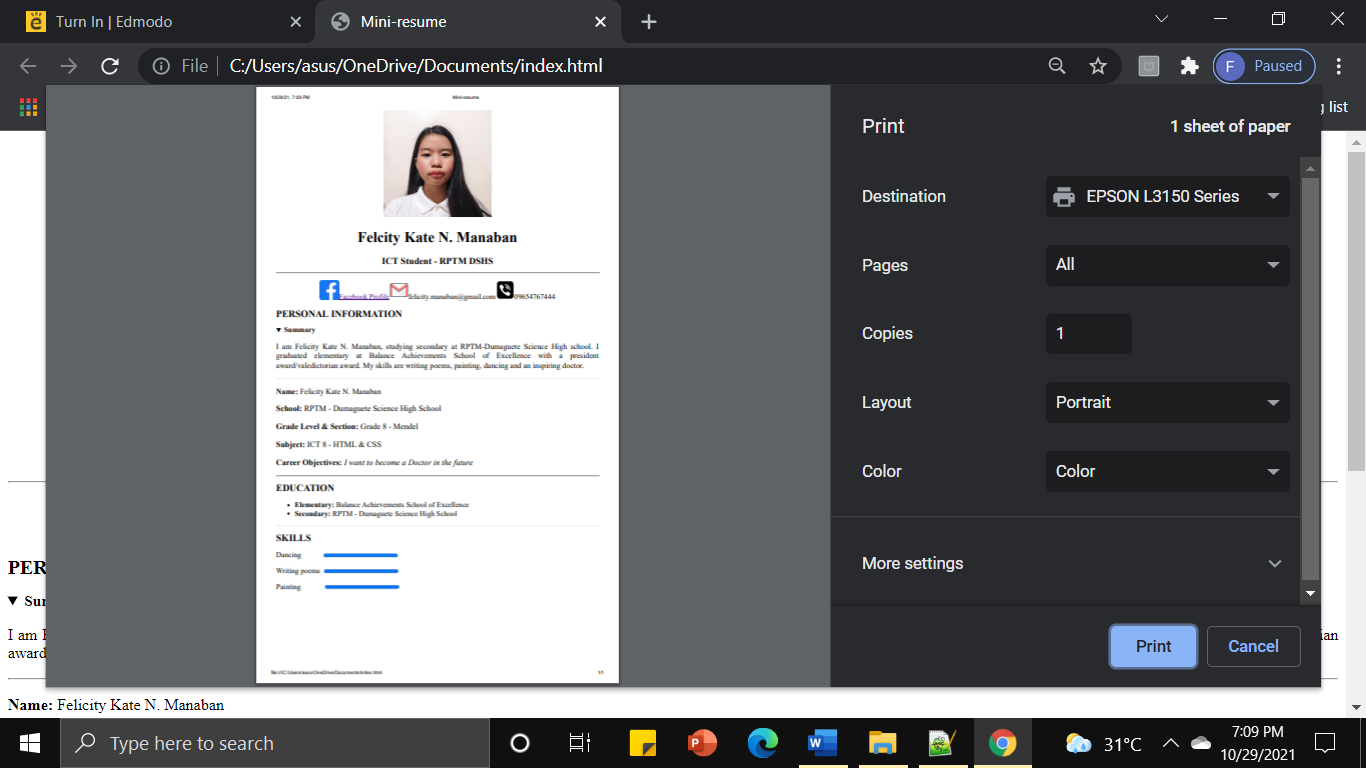 Turn In | Edmodo
Mini-resume
File
C:/Users/asus/OneDrive/Documents/index.html
F
Paused
list
10/29/21, 7:09 PM
Mini-resume
Felcity Kate N. Manaban
ICT Student - RPTM DSHS
Facebook Profile felicity.manaban@gmail.com 09654767444
PERSONAL INFORMATION
▼ Summary
I am Felicity Kate N. Manaban, studying secondary at RPTM-Dumaguete Science High school. I
graduated elementary at Balance Achievements School of Excellence with a president
award/valedictorian award. My skills are writing poems, painting, dancing and an inspiring doctor.
Name: Felicity Kate N. Manaban
School: RPTM - Dumaguete Science High School
Grade Level & Section: Grade 8 - Mendel
Subject: ICT 8 - HTML & CSS
Career Objectives: I want to become a Doctor in the future
EDUCATION
• Elementary: Balance Achievements School of Excellence
• Secondary: RPTM - Dumaguete Science High School
SKILLS
Dancing
Writing poems
Painting
file:///C:/Users/asus/OneDrive/Documents/index.html
1/1
Print
1 sheet of paper
Destination
EPSON L3150 Series
Pages
All
Copies
1
Layout
Portrait
Color
Color
More settings
Print
Cancel
PER
▼ Sur
I am
ian
award
Name: Felicity Kate N. Manaban
Type here to search
31°C
7:09 PM
10/29/2021